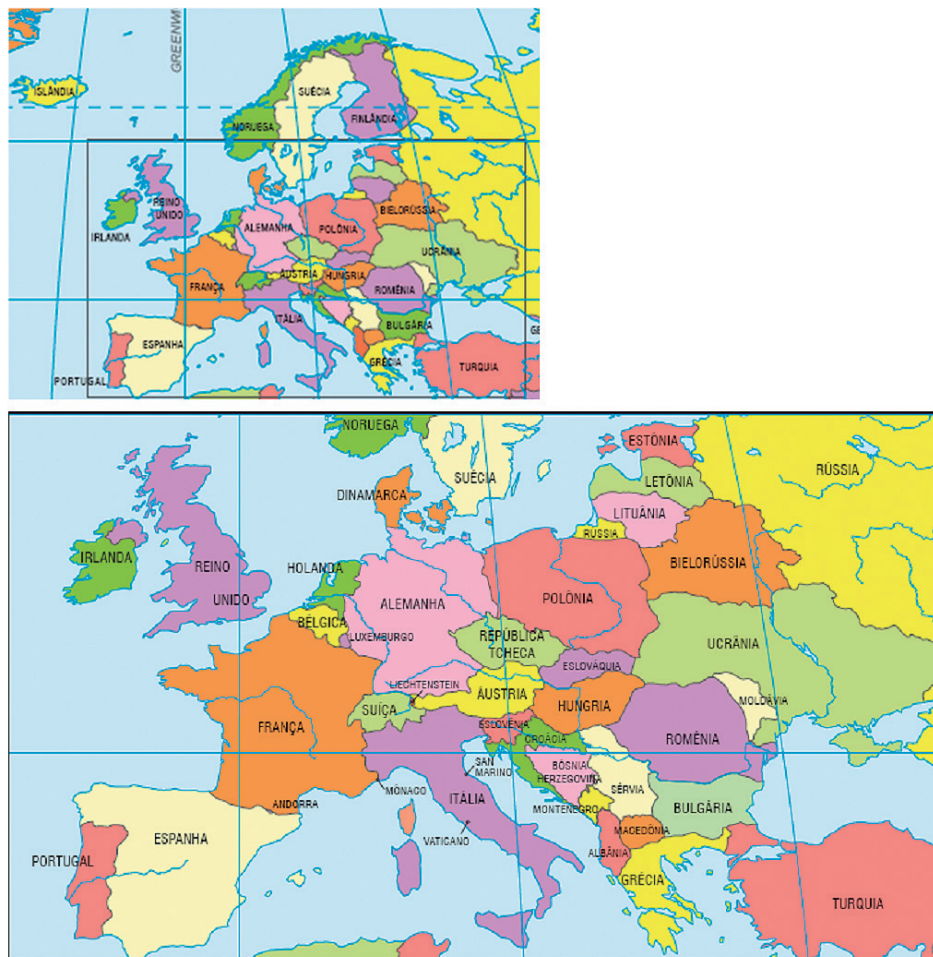 GREENWI
ISLÂNDIA
SUÉCIA
FINLÂNDIA
NORUEGA
REINO
UNIDO
IRLANDA
BIELORÚSSIA
ALEMANHA
POLÔNIA
UCRÂNIA
ÁUSTRIA
HUNGRIA
FRANÇA
ROMÊNIA
ITÁLIA
BULGÁRIA
GE
ESPANHA
GRÉCIA
TURQUIA
PORTUGAL
NORUEGA
ESTÔNIA
SUÉCIA
RÚSSIA
LETÔNIA
DINAMARCA
LITUÂNIA
RÚSSIA
IRLANDA
REINO
UNIDO
BIELORÚSSIA
HOLANDA
ALEMANHA
POLÔNIA
BÉLGICA
LUXEMBURGO
REPÚBLICA
TCHECA
UCRÂNIA
ESLOVÁQUIA
LIECHTENSTEIN
ÁUSTRIA
MOLDÁVIA
SUÍÇA
HUNGRIA
FRANÇA
ESLOVÊNIA
CROÁCIA
ROMÊNIA
SAN
MARINO
BÓSNIA
HERZEGOVINA
SÉRVIA
MÔNACO
ITÁLIA
ANDORRA
MONTENEGRO
BULGÁRIA
ESPANHA
VATICANO
MACEDÔNIA
PORTUGAL
ALBÂNIA
GRÉCIA
TURQUIA